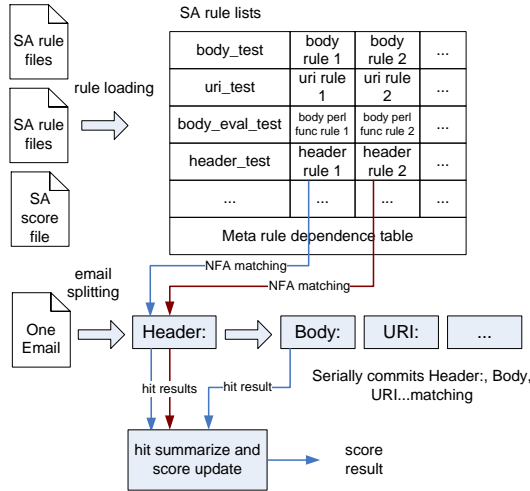 SA rule lists
SA rule
files
rule loading
SA rule
files
SA
score
file
body_test
body
rule 1
body
rule 2
...
uri_test
uri rule
1
uri rule
2
...
body_eval_test
body perl
func rule 1
body perl
func rule 2
...
header_test
header
rule 1
header
rule 2
...
...
...
...
...
Meta rule dependence table
NFA matching
NFA matching
email
splitting
One
Email
Header:
Body:
URI:
...
hit results
hit result
Serially commits Header:, Body,
URI...matching
hit summarize and
score update
score
result